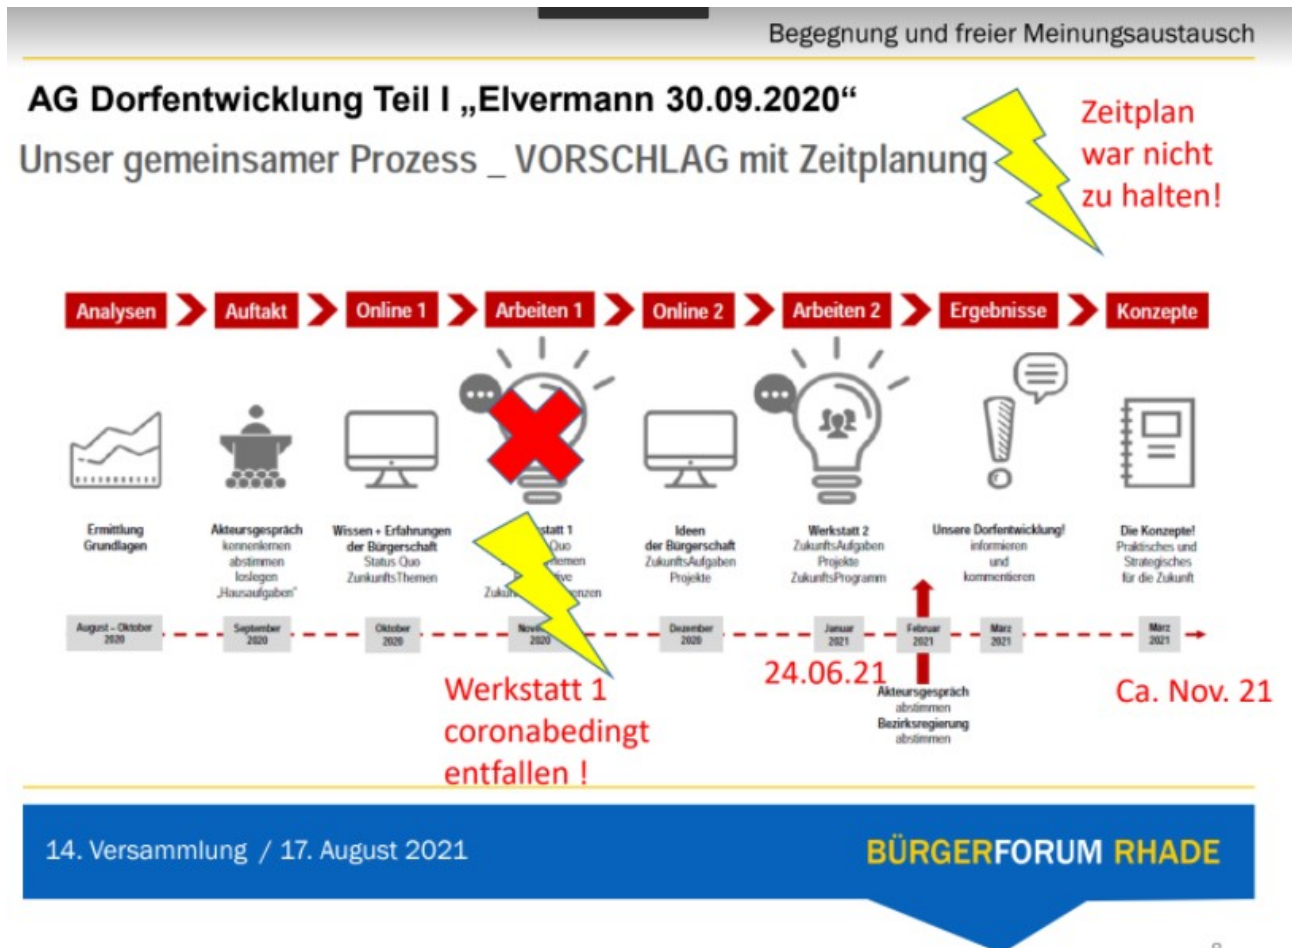 Begegnung und freier Meinungsaustausch
AG Dorfentwicklung Teil I „Elvermann 30.09.2020“
Unser gemeinsamer Prozess _ VORSCHLAG mit Zeitplanung
Zeitplan
war nicht
zu halten!
Analysen
Auftakt
Online 1
Arbeiten 1
Online 2
Arbeiten 2
Ergebnisse
Konzepte
Ermittlung
Grundlagen
Akteursgespräch
kennenlernen
abstimmen
loslegen
„Hausaufgaben“
Wissen + Erfahrungen
der Bürgerschaft
Status Quo
ZunkunftsThemen
1
Quo
Ideen
der Bürgerschaft
ZukunftsAufgaben
Projekte
Werkstatt 2
ZukunftsAufgaben
Projekte
ZukunftsProgramm
Unsere Dorfentwicklung!
informieren
und
kommentieren
Die Konzepte!
Praktisches und
Strategisches
für die Zukunft
August – Oktober
2020
September
2020
Oktober
2020
2020
Dezember
2020
Januar
2021
Februar
2021
März
2021
März
2021
Werkstatt 1
coronabedingt
entfallen !
24.06.21
Akteursgespräch
abstimmen
Bezirksregierung
abstimmen
Ca. Nov. 21
14. Versammlung / 17. August 2021
BÜRGERFORUM RHADE